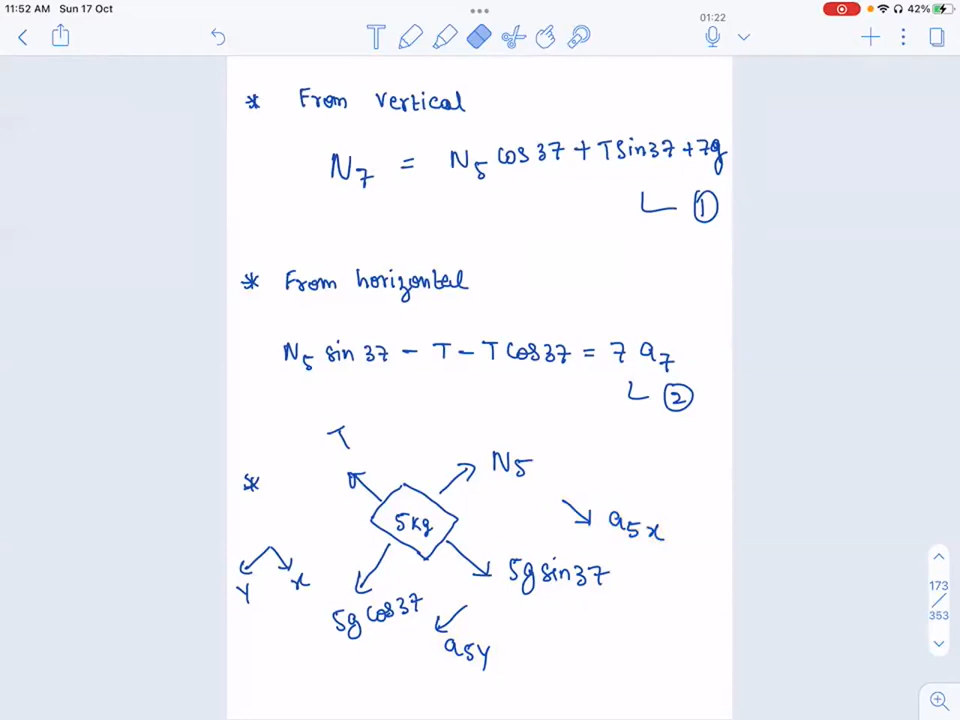 11:52 AM Sun 17 Oct
42%
01:22
T
* From vertical
N₇ = N₅ cos 37 + T sin 37 + 7g
①
* From horizontal
N₅ sin 37 - T - T cos 37 = 7 a₇
②
T
N₅
*
5kg
a₅x
y x
5g sin 37
5g cos 37
a₅y
173
/
353